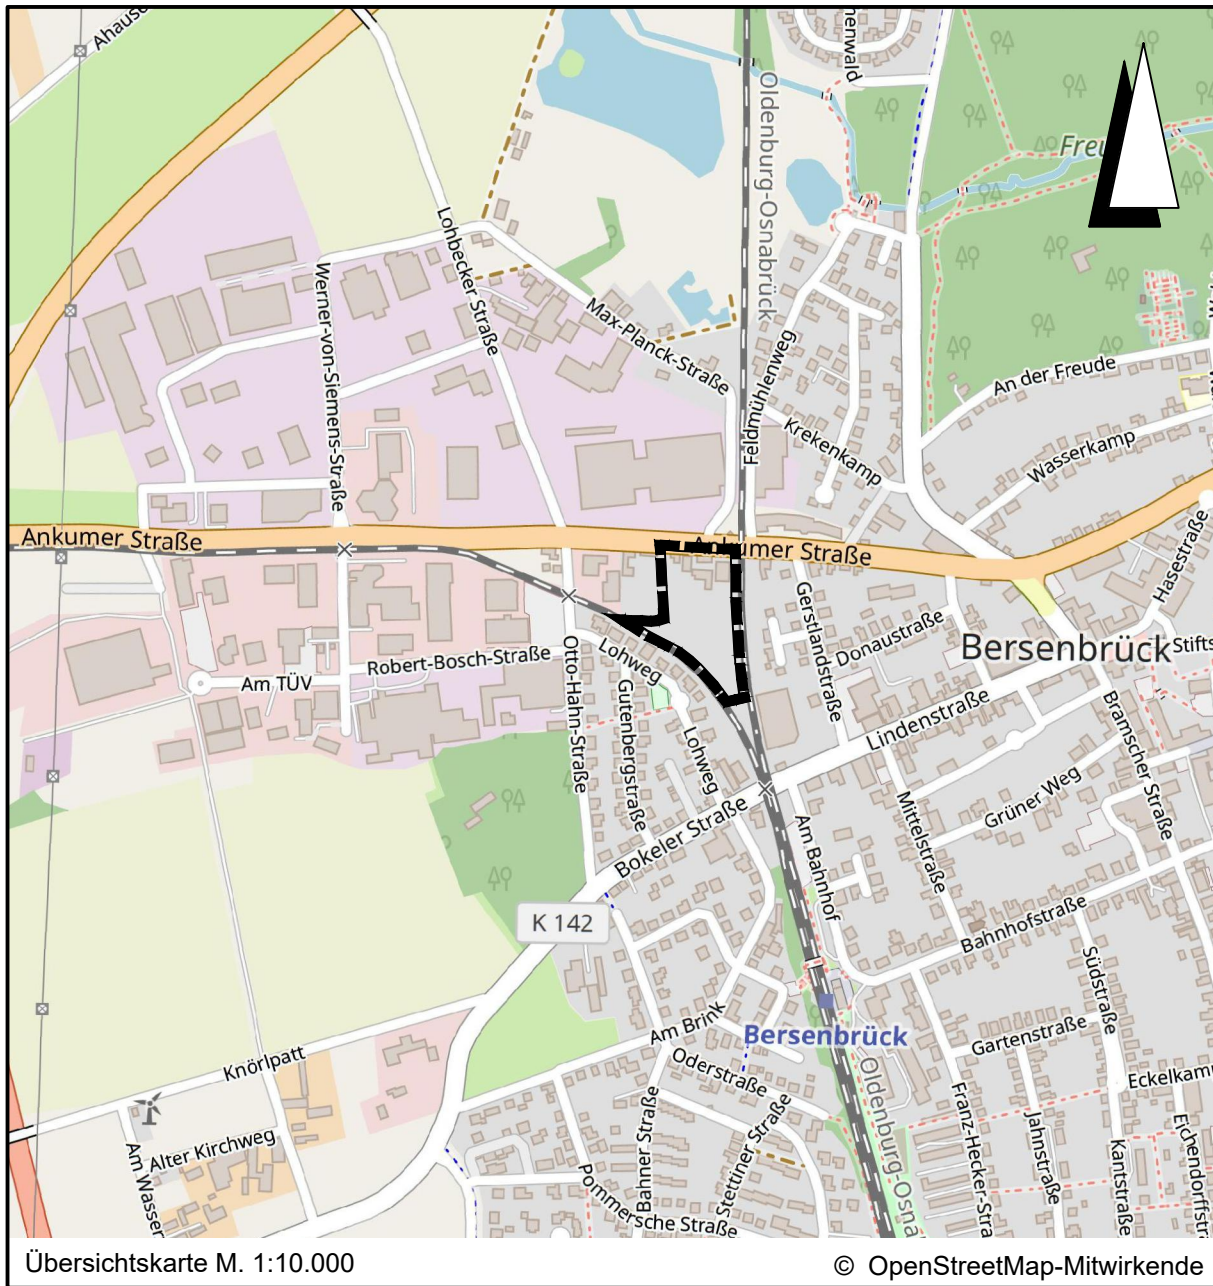 Ahause
nenwald
Oldenburg-Osnabrück
Freu
Lohbecker Straße
Werner-von-Siemens-Straße
Max-Planck-Straße
Feldmühlenweg
An der Freude
Krekenkamp
Wasserkamp
Ankumer Straße
Ankumer Straße
Hasestraße
Gerstlandstraße
Donaustraße
Bersenbrück
Stifts
Robert-Bosch-Straße
Am TÜV
Otto-Hahn-Straße
Lohweg
Gutenbergstraße
Lohweg
Lindenstraße
Bramscher Straße
Grüner Weg
Mittelstraße
Bokeler Straße
Am Bahnhof
K 142
Bahnhofstraße
Südstraße
Am Brink
Bersenbrück
Gartenstraße
Knörlpatt
Oderstraße
Oldenburg-Osna
Eckelkamp
Franz-Hecker-Stra
Jahnstraße
Kantstraße
Eichendorffstra
Alter Kirchweg
Am Wasser
Bahner Straße
Stettiner Straße
Pommersche Straße
Übersichtskarte M. 1:10.000
© OpenStreetMap-Mitwirkende